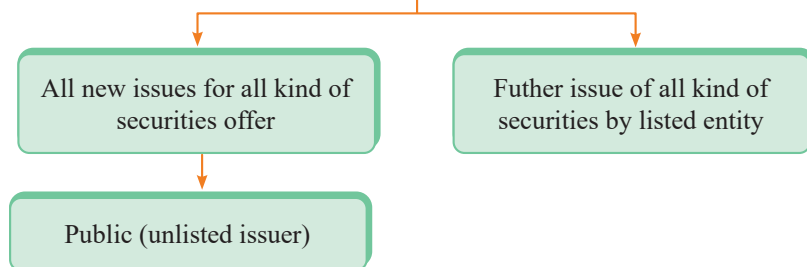 All new issues for all kind of
securities offer
Futher issue of all kind of
securities by listed entity
Public (unlisted issuer)